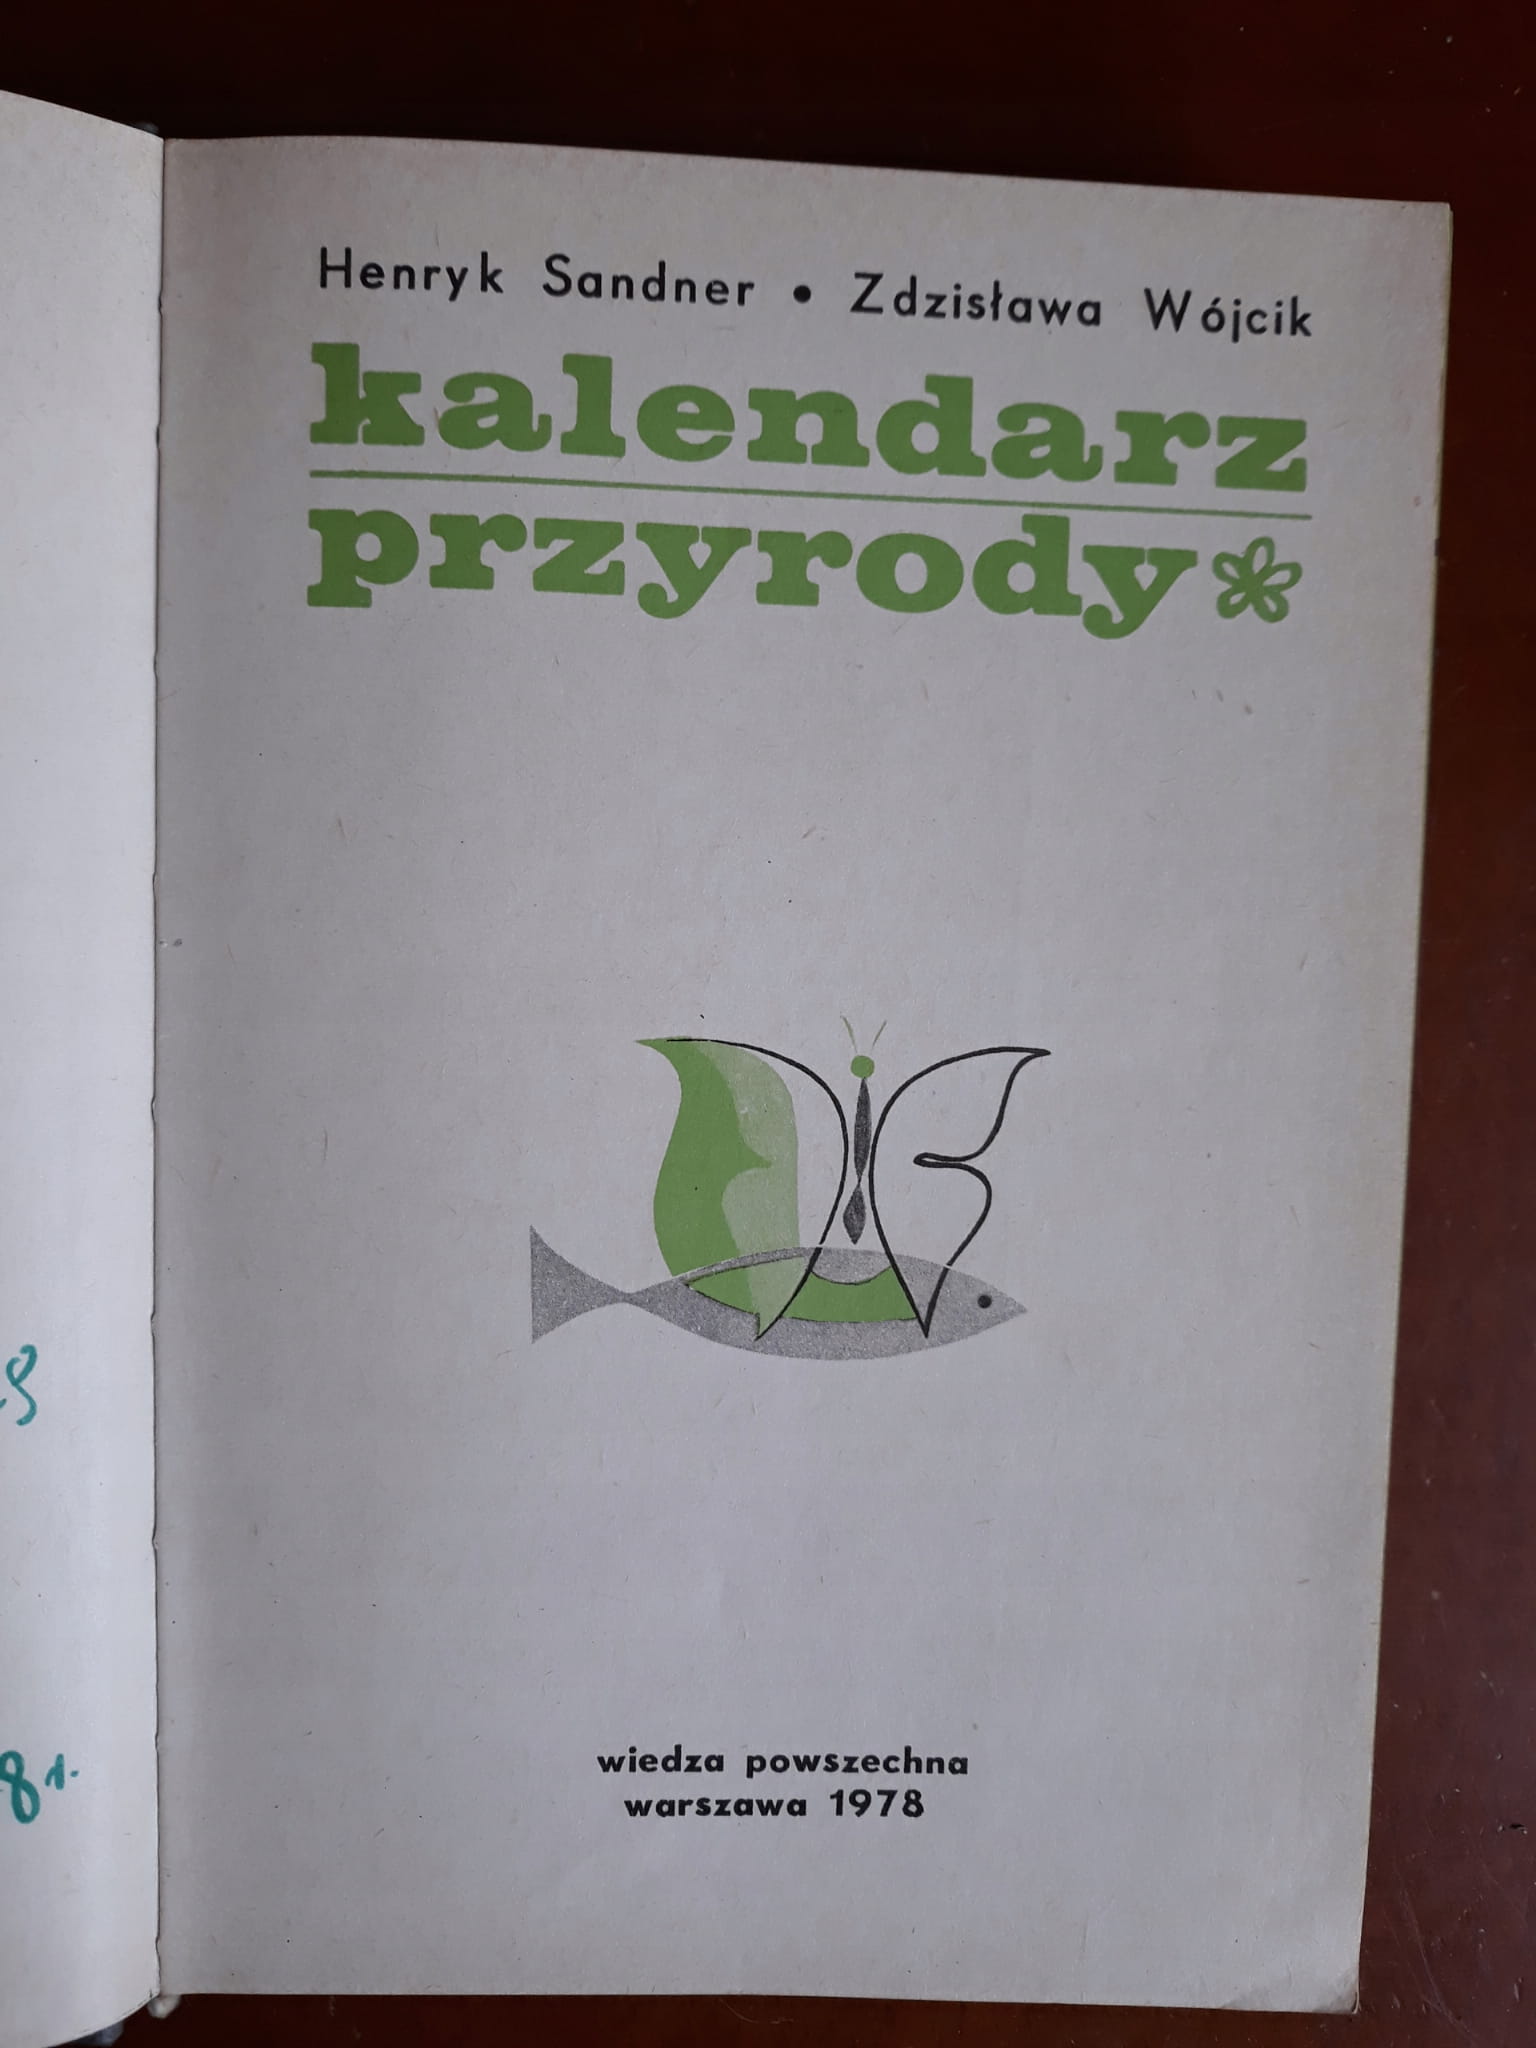 Henryk Sandner • Zdzisława Wójcik
kalendarz
przyrody
wiedza powszechna
warszawa 1978